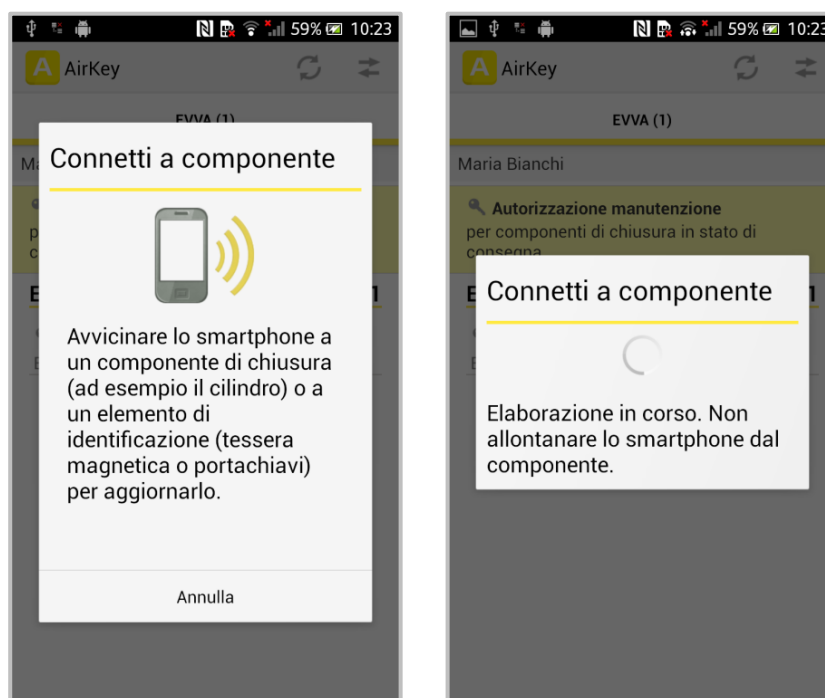 59% 10:23
A AirKey
EVVA (1)
Ma
Connetti a componente
Avvicinare lo smartphone a
un componente di chiusura
(ad esempio il cilindro) o a
un elemento di
identificazione (tessera
magnetica o portachiavi)
per aggiornarlo.
Annulla
59% 10:23
A AirKey
EVVA (1)
Maria Bianchi
Autorizzazione manutenzione
per componenti di chiusura in stato di
consegna
Connetti a componente
Elaborazione in corso. Non
allontanare lo smartphone dal
componente.